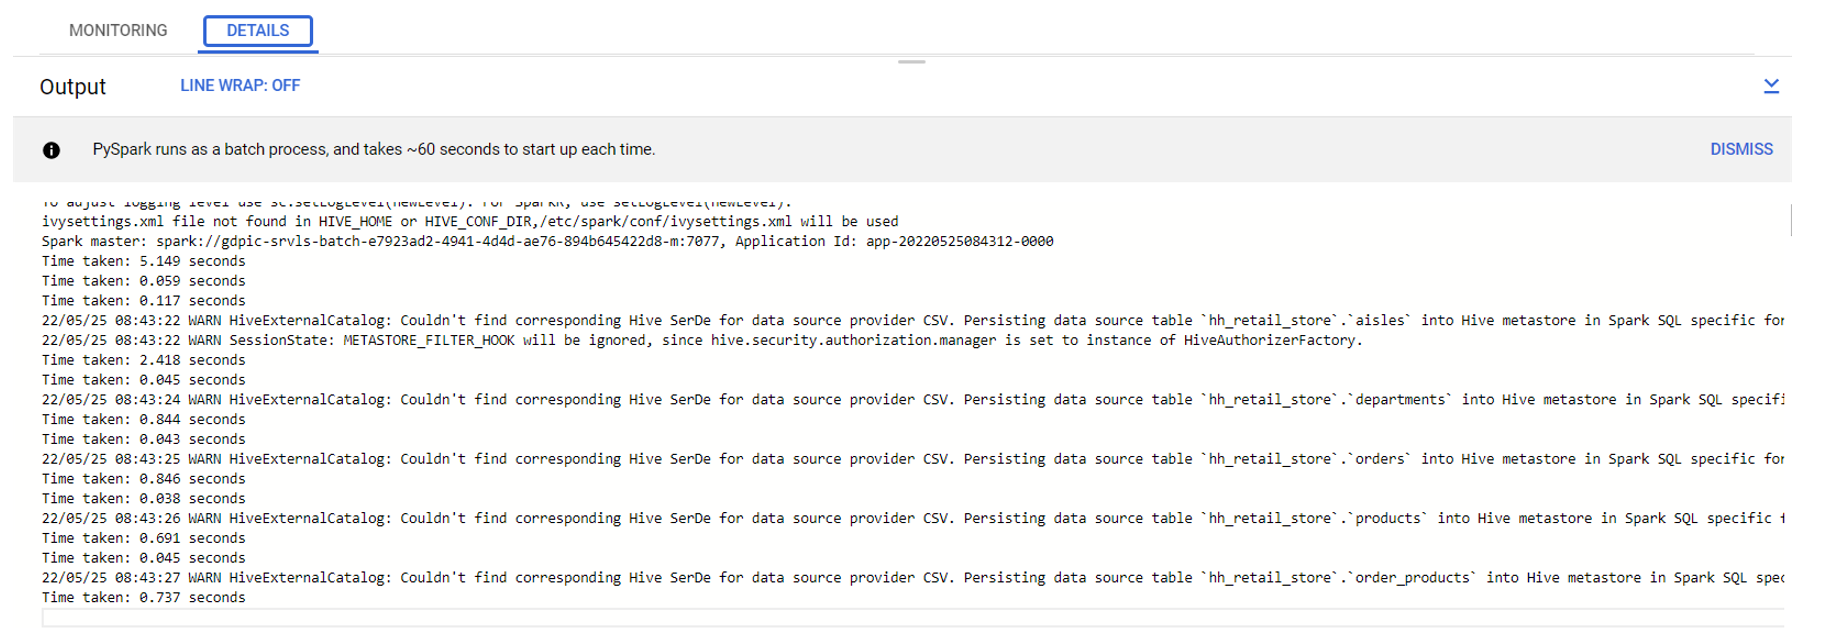 MONITORING
DETAILS
Output
LINE WRAP: OFF
PySpark runs as a batch process, and takes ~60 seconds to start up each time.
DISMISS
To adjust logging level use sc.setLogLevel(newLevel). For SparkR, use setLogLevel(newLevel).
ivysettings.xml file not found in HIVE_HOME or HIVE_CONF_DIR,/etc/spark/conf/ivysettings.xml will be used
Spark master: spark://gdpic-srvls-batch-e7923ad2-4941-4d4d-ae76-894b645422d8-m:7077, Application Id: app-20220525084312-0000
Time taken: 5.149 seconds
Time taken: 0.059 seconds
Time taken: 0.117 seconds
22/05/25 08:43:22 WARN HiveExternalCatalog: Couldn't find corresponding Hive SerDe for data source provider CSV. Persisting data source table `hh_retail_store`.`aisles` into Hive metastore in Spark SQL specific for
22/05/25 08:43:22 WARN SessionState: METASTORE_FILTER_HOOK will be ignored, since hive.security.authorization.manager is set to instance of HiveAuthorizerFactory.
Time taken: 2.418 seconds
Time taken: 0.045 seconds
22/05/25 08:43:24 WARN HiveExternalCatalog: Couldn't find corresponding Hive SerDe for data source provider CSV. Persisting data source table `hh_retail_store`.`departments` into Hive metastore in Spark SQL specifi
Time taken: 0.844 seconds
Time taken: 0.043 seconds
22/05/25 08:43:25 WARN HiveExternalCatalog: Couldn't find corresponding Hive SerDe for data source provider CSV. Persisting data source table `hh_retail_store`.`orders` into Hive metastore in Spark SQL specific for
Time taken: 0.846 seconds
Time taken: 0.038 seconds
22/05/25 08:43:26 WARN HiveExternalCatalog: Couldn't find corresponding Hive SerDe for data source provider CSV. Persisting data source table `hh_retail_store`.`products` into Hive metastore in Spark SQL specific f
Time taken: 0.691 seconds
Time taken: 0.045 seconds
22/05/25 08:43:27 WARN HiveExternalCatalog: Couldn't find corresponding Hive SerDe for data source provider CSV. Persisting data source table `hh_retail_store`.`order_products` into Hive metastore in Spark SQL spec
Time taken: 0.737 seconds